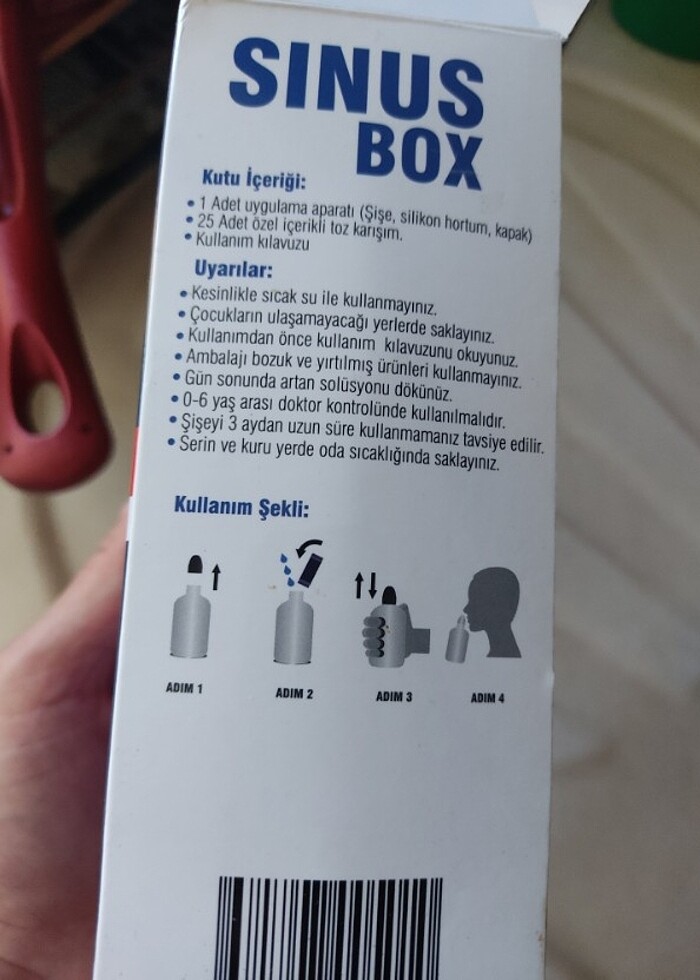 SINUS
BOX
Kutu İçeriği:
• 1 Adet uygulama aparatı (Şişe, silikon hortum, kapak)
• 25 Adet özel içerikli toz karışım.
• Kullanım kılavuzu
Uyarılar:
• Kesinlikle sıcak su ile kullanmayınız.
• Çocukların ulaşamayacağı yerlerde saklayınız.
• Kullanımdan önce kullanım kılavuzunu okuyunuz.
• Ambalajı bozuk ve yırtılmış ürünleri kullanmayınız.
• Gün sonunda artan solüsyonu dökünüz.
• 0-6 yaş arası doktor kontrolünde kullanılmalıdır.
• Şişeyi 3 aydan uzun süre kullanmamanız tavsiye edilir.
• Serin ve kuru yerde oda sıcaklığında saklayınız.
Kullanım Şekli:
ADIM 1 ADIM 2 ADIM 3 ADIM 4